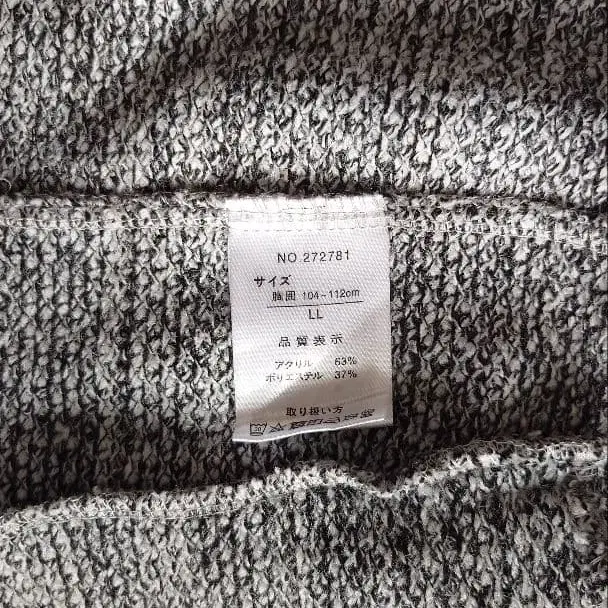 NO 272781
サイズ
胸囲 104~112cm
LL
品質表示
アクリル 63%
ポリエステル 37%
取り扱い方
30